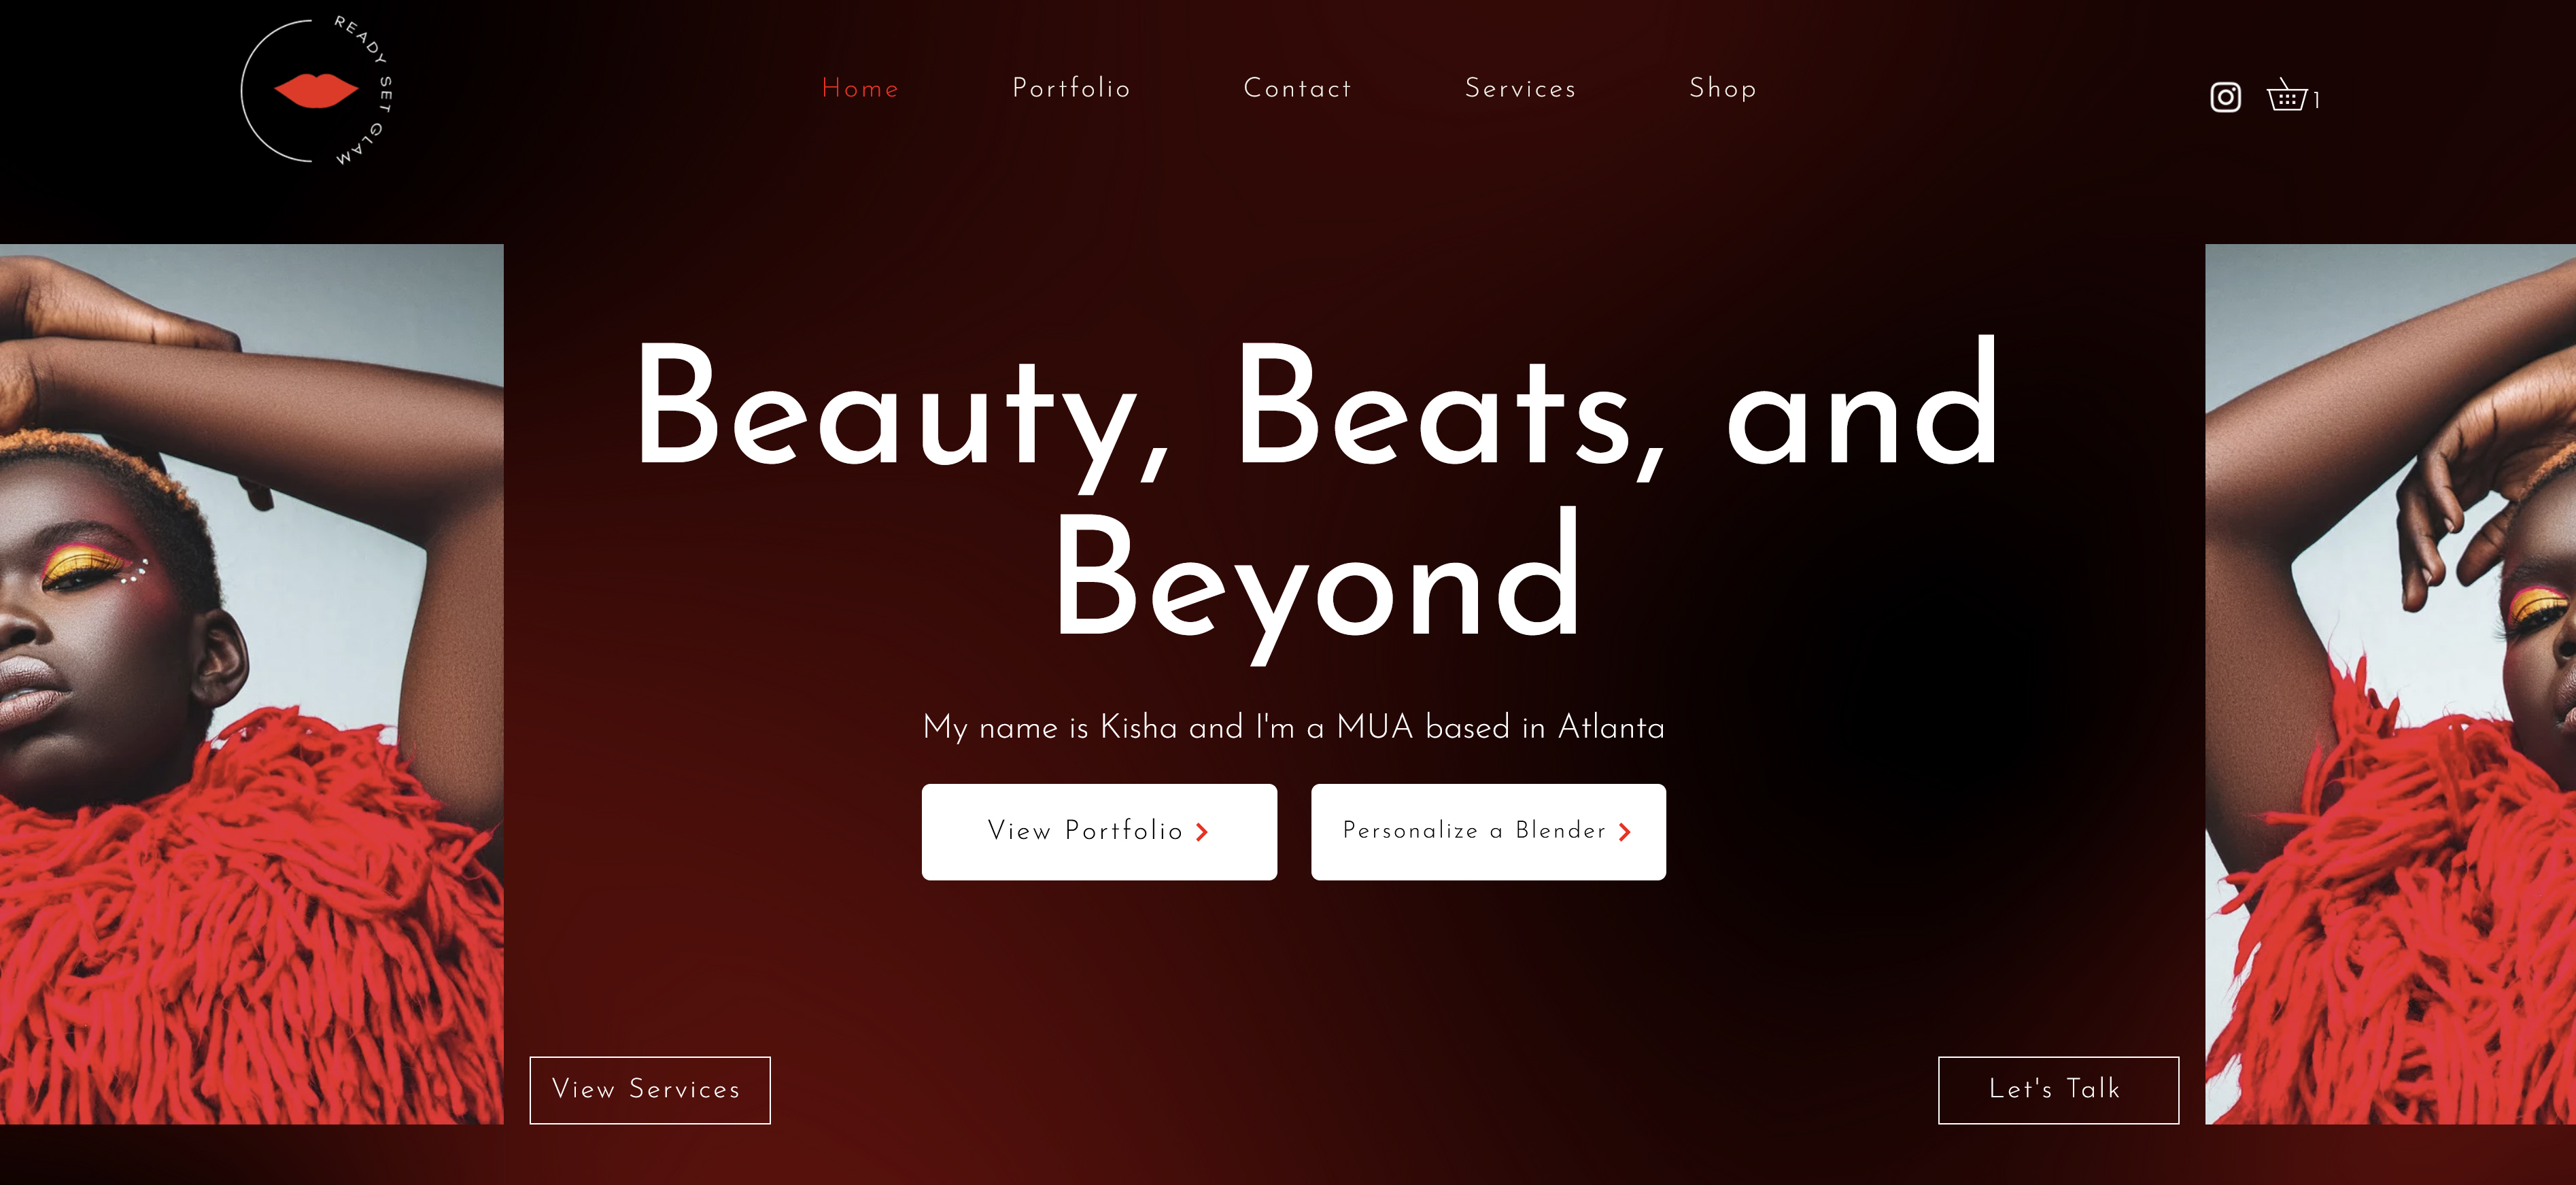 READY SET GLAM
Home
Portfolio
Contact
Services
Shop
1
Beauty, Beats, and
Beyond
My name is Kisha and I'm a MUA based in Atlanta
View Portfolio
Personalize a Blender
View Services
Let's Talk